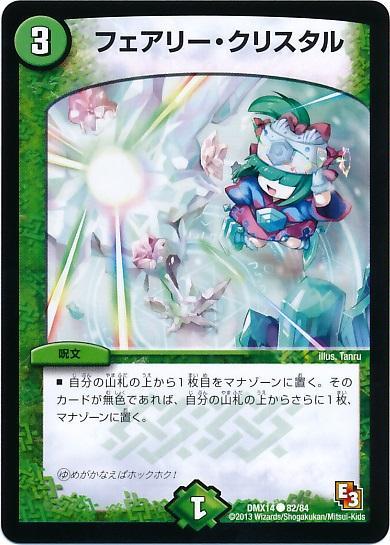 3
フェアリー・クリスタル
呪文
illus. Tanru
■ 自分の山札の上から1枚目をマナゾーンに置く。その
カードが無色であれば、自分の山札の上からさらに1枚、
マナゾーンに置く。
ゆめがかなえばホックホク!
1
E3
DMX14 ● 82/84
©2013 Wizards/Shogakukan/Mitsui-Kids